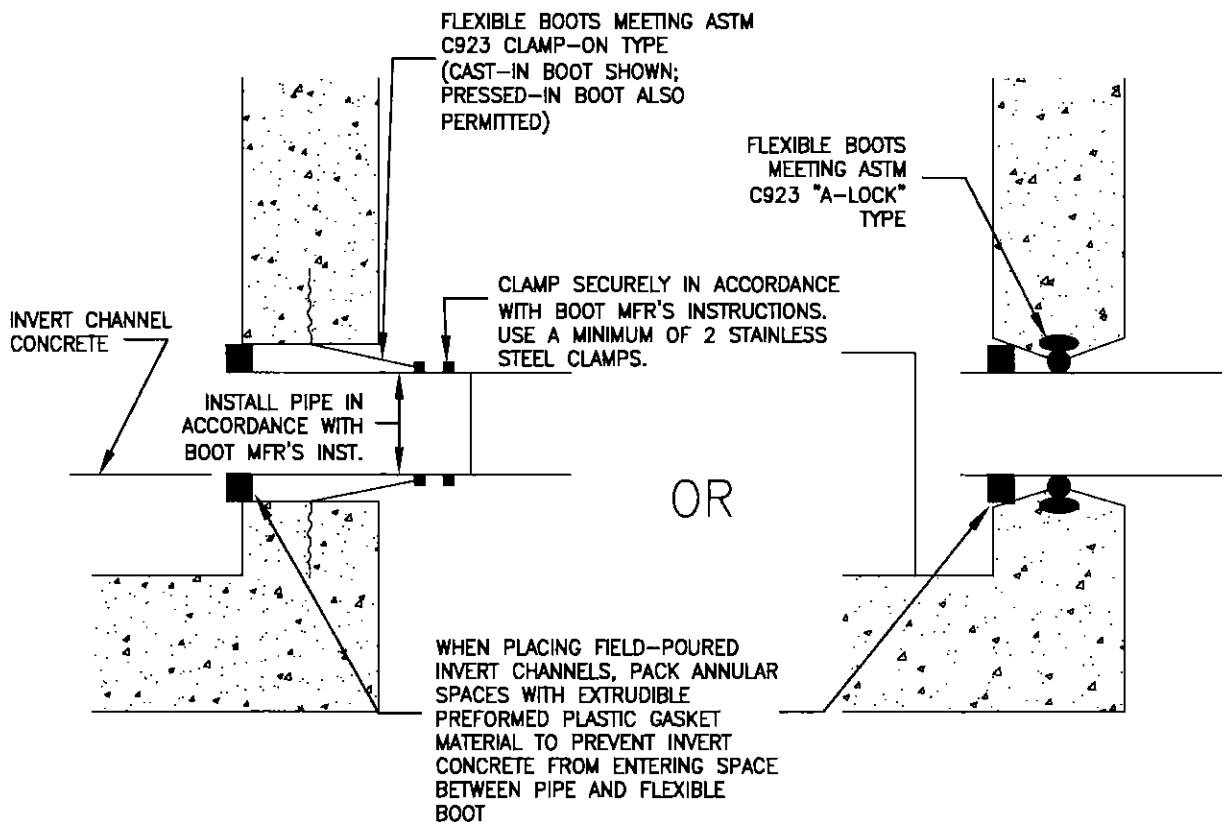 FLEXIBLE BOOTS MEETING ASTM
C923 CLAMP-ON TYPE
(CAST-IN BOOT SHOWN;
PRESSED-IN BOOT ALSO
PERMITTED)
FLEXIBLE BOOTS
MEETING ASTM
C923 "A-LOCK"
TYPE
CLAMP SECURELY IN ACCORDANCE
WITH BOOT MFR'S INSTRUCTIONS.
USE A MINIMUM OF 2 STAINLESS
STEEL CLAMPS.
INVERT CHANNEL
CONCRETE
INSTALL PIPE IN
ACCORDANCE WITH
BOOT MFR'S INST.
OR
WHEN PLACING FIELD-POURED
INVERT CHANNELS, PACK ANNULAR
SPACES WITH EXTRUDIBLE
PREFORMED PLASTIC GASKET
MATERIAL TO PREVENT INVERT
CONCRETE FROM ENTERING SPACE
BETWEEN PIPE AND FLEXIBLE
BOOT